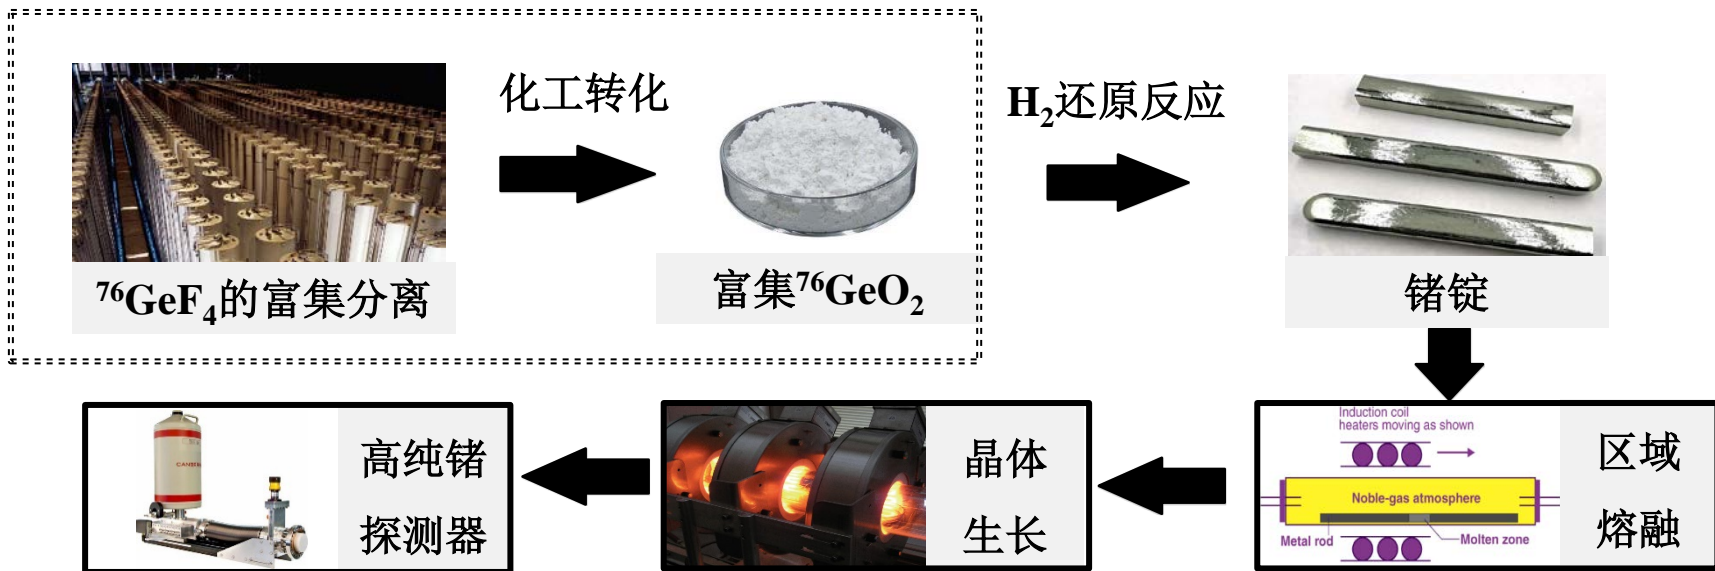 化工转化
H₂还原反应
⁷⁶GeF₄的富集分离
富集⁷⁶GeO₂
锗锭
高纯锗
探测器
晶体
生长
Induction coil
heaters moving as shown
Noble-gas atmosphere
Metal rod
Molten zone
区域
熔融